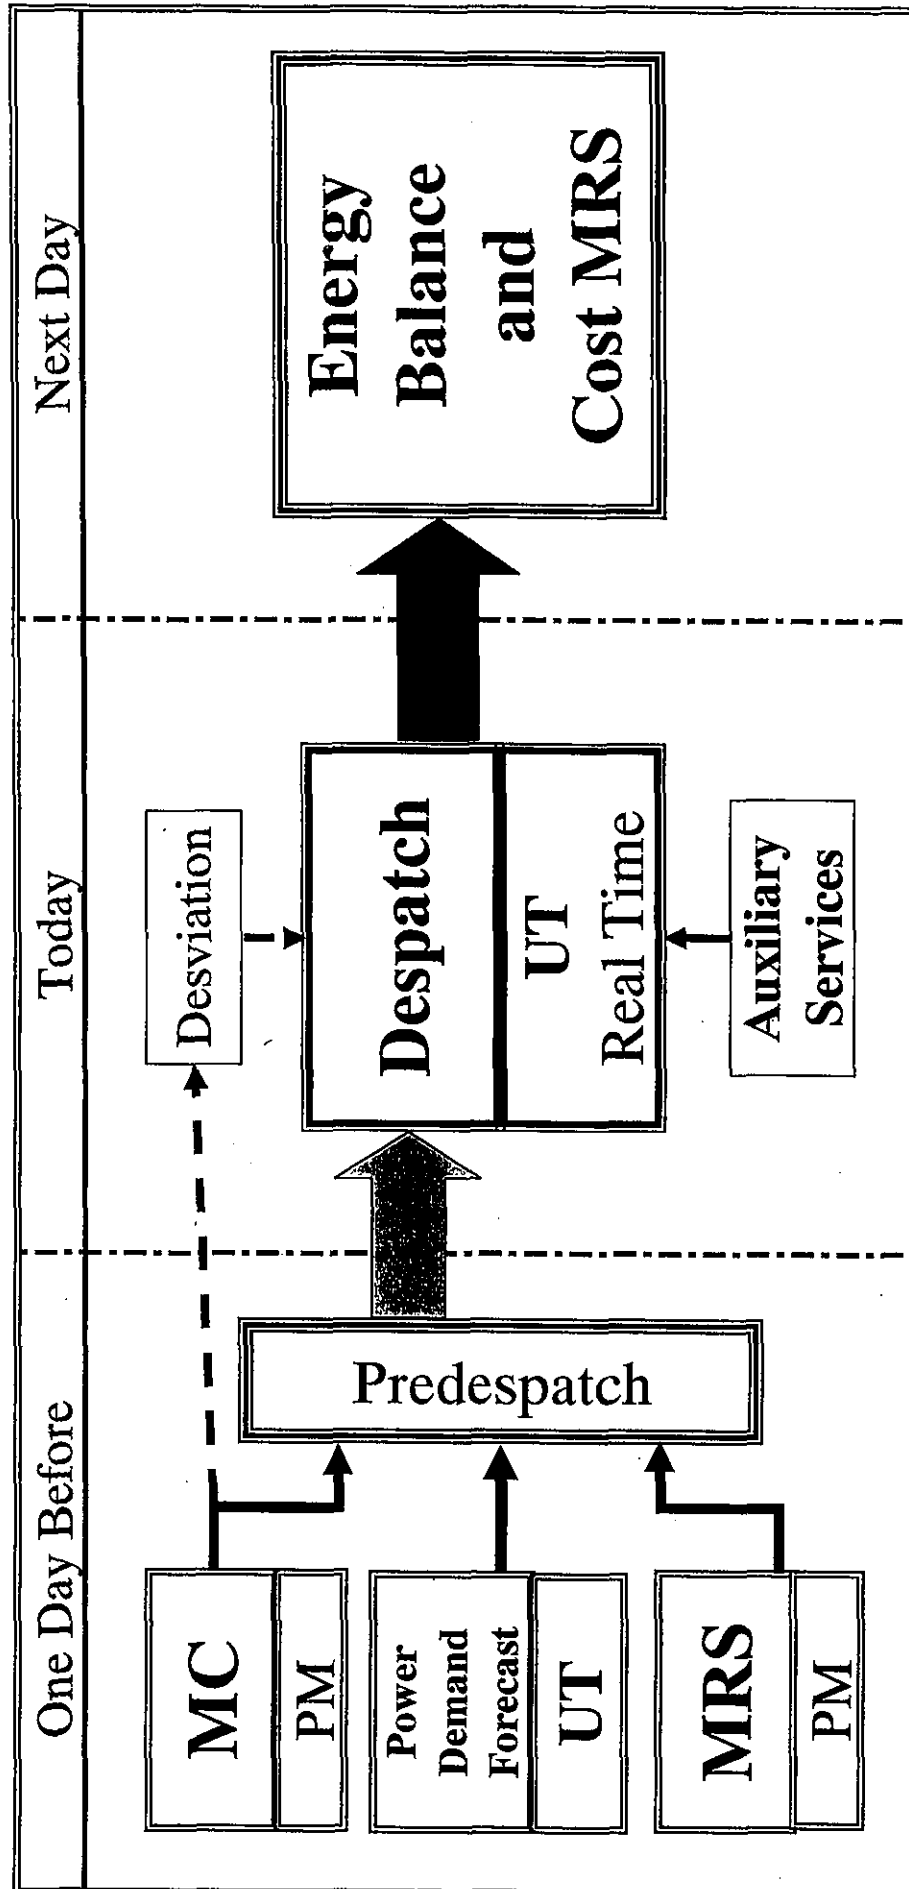 One Day Before
Today
Next Day
MC
PM
Power
Demand
Forecast
UT
MRS
PM
Predespatch
Desviation
Despatch
UT
Real Time
Auxiliary
Services
Energy
Balance
and
Cost MRS